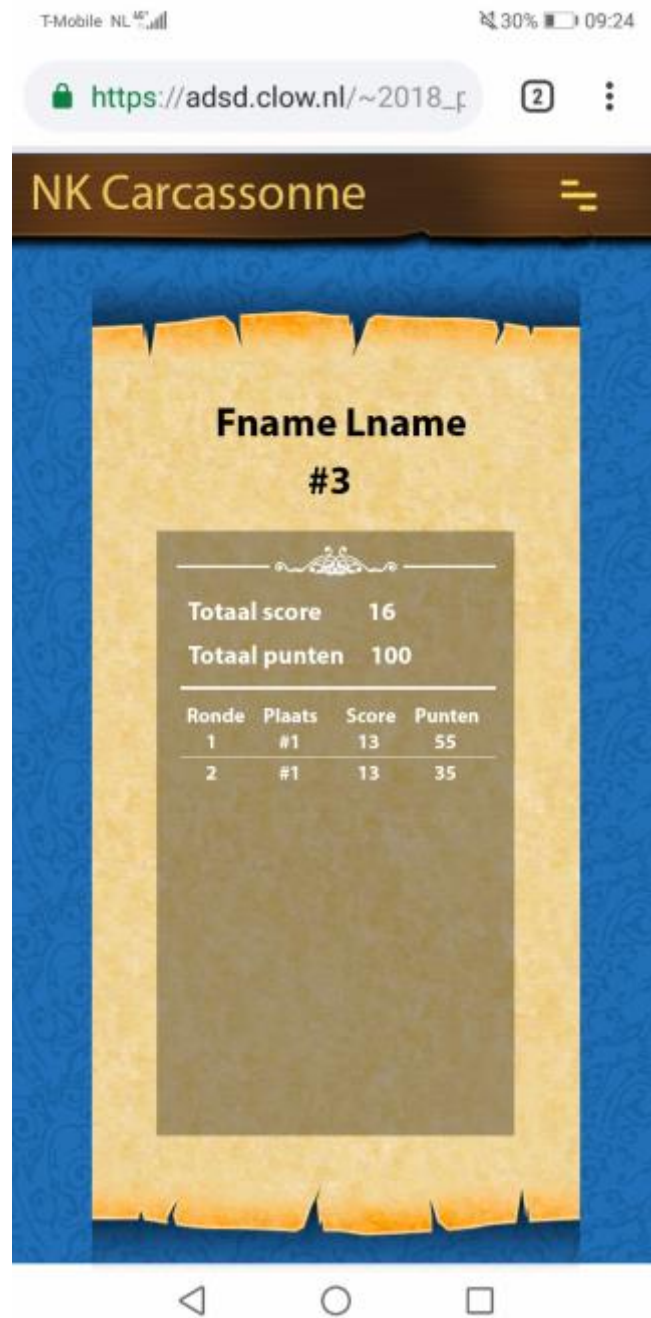 T-Mobile NL 30% 09:24
https://adsd.clow.nl/~2018_p
2
NK Carcassonne
Fname Lname
#3
Totaal score 16
Totaal punten 100
Ronde Plaats Score Punten
1 #1 13 55
2 #1 13 35